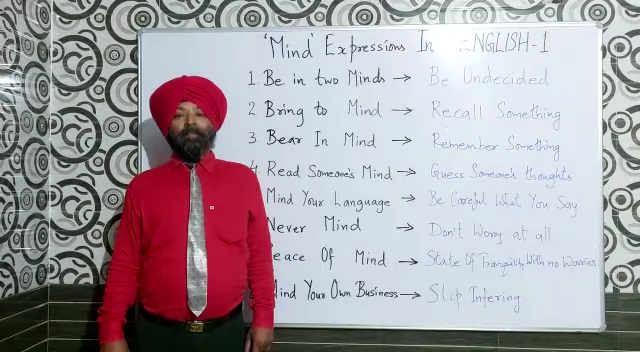 'Mind' Expressions In ENGLISH-1
1 Be in two Minds → Be Undecided
2 Bring to Mind → Recall Something
3. Bear In Mind → Remember Something
4. Read Someone's Mind → Guess Someone's thoughts
Mind Your Language → Be Careful What You Say
Never Mind → Don't Worry at all
Peace Of Mind → State Of Tranquility With no Worries
Mind Your Own Business → Stop Infering